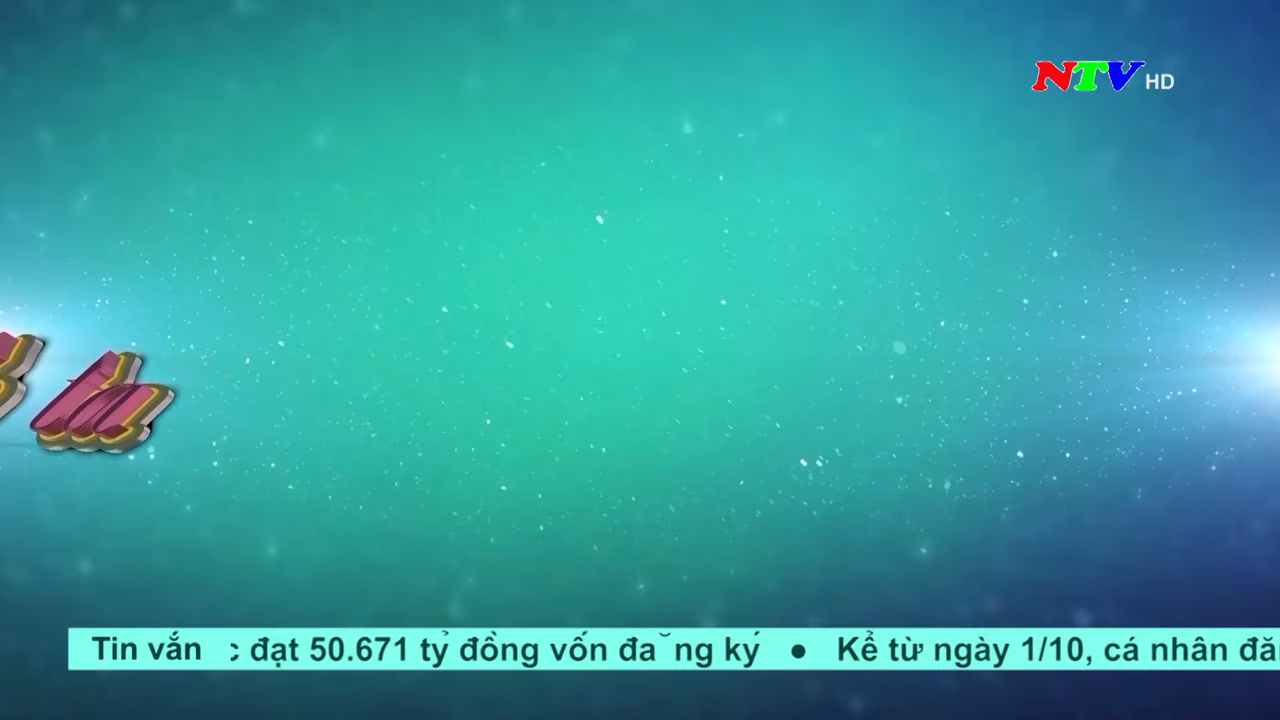 NTV HD
Tin vắn đạt 50.671 tỷ đồng vốn đăng ký • Kể từ ngày 1/10, cá nhân